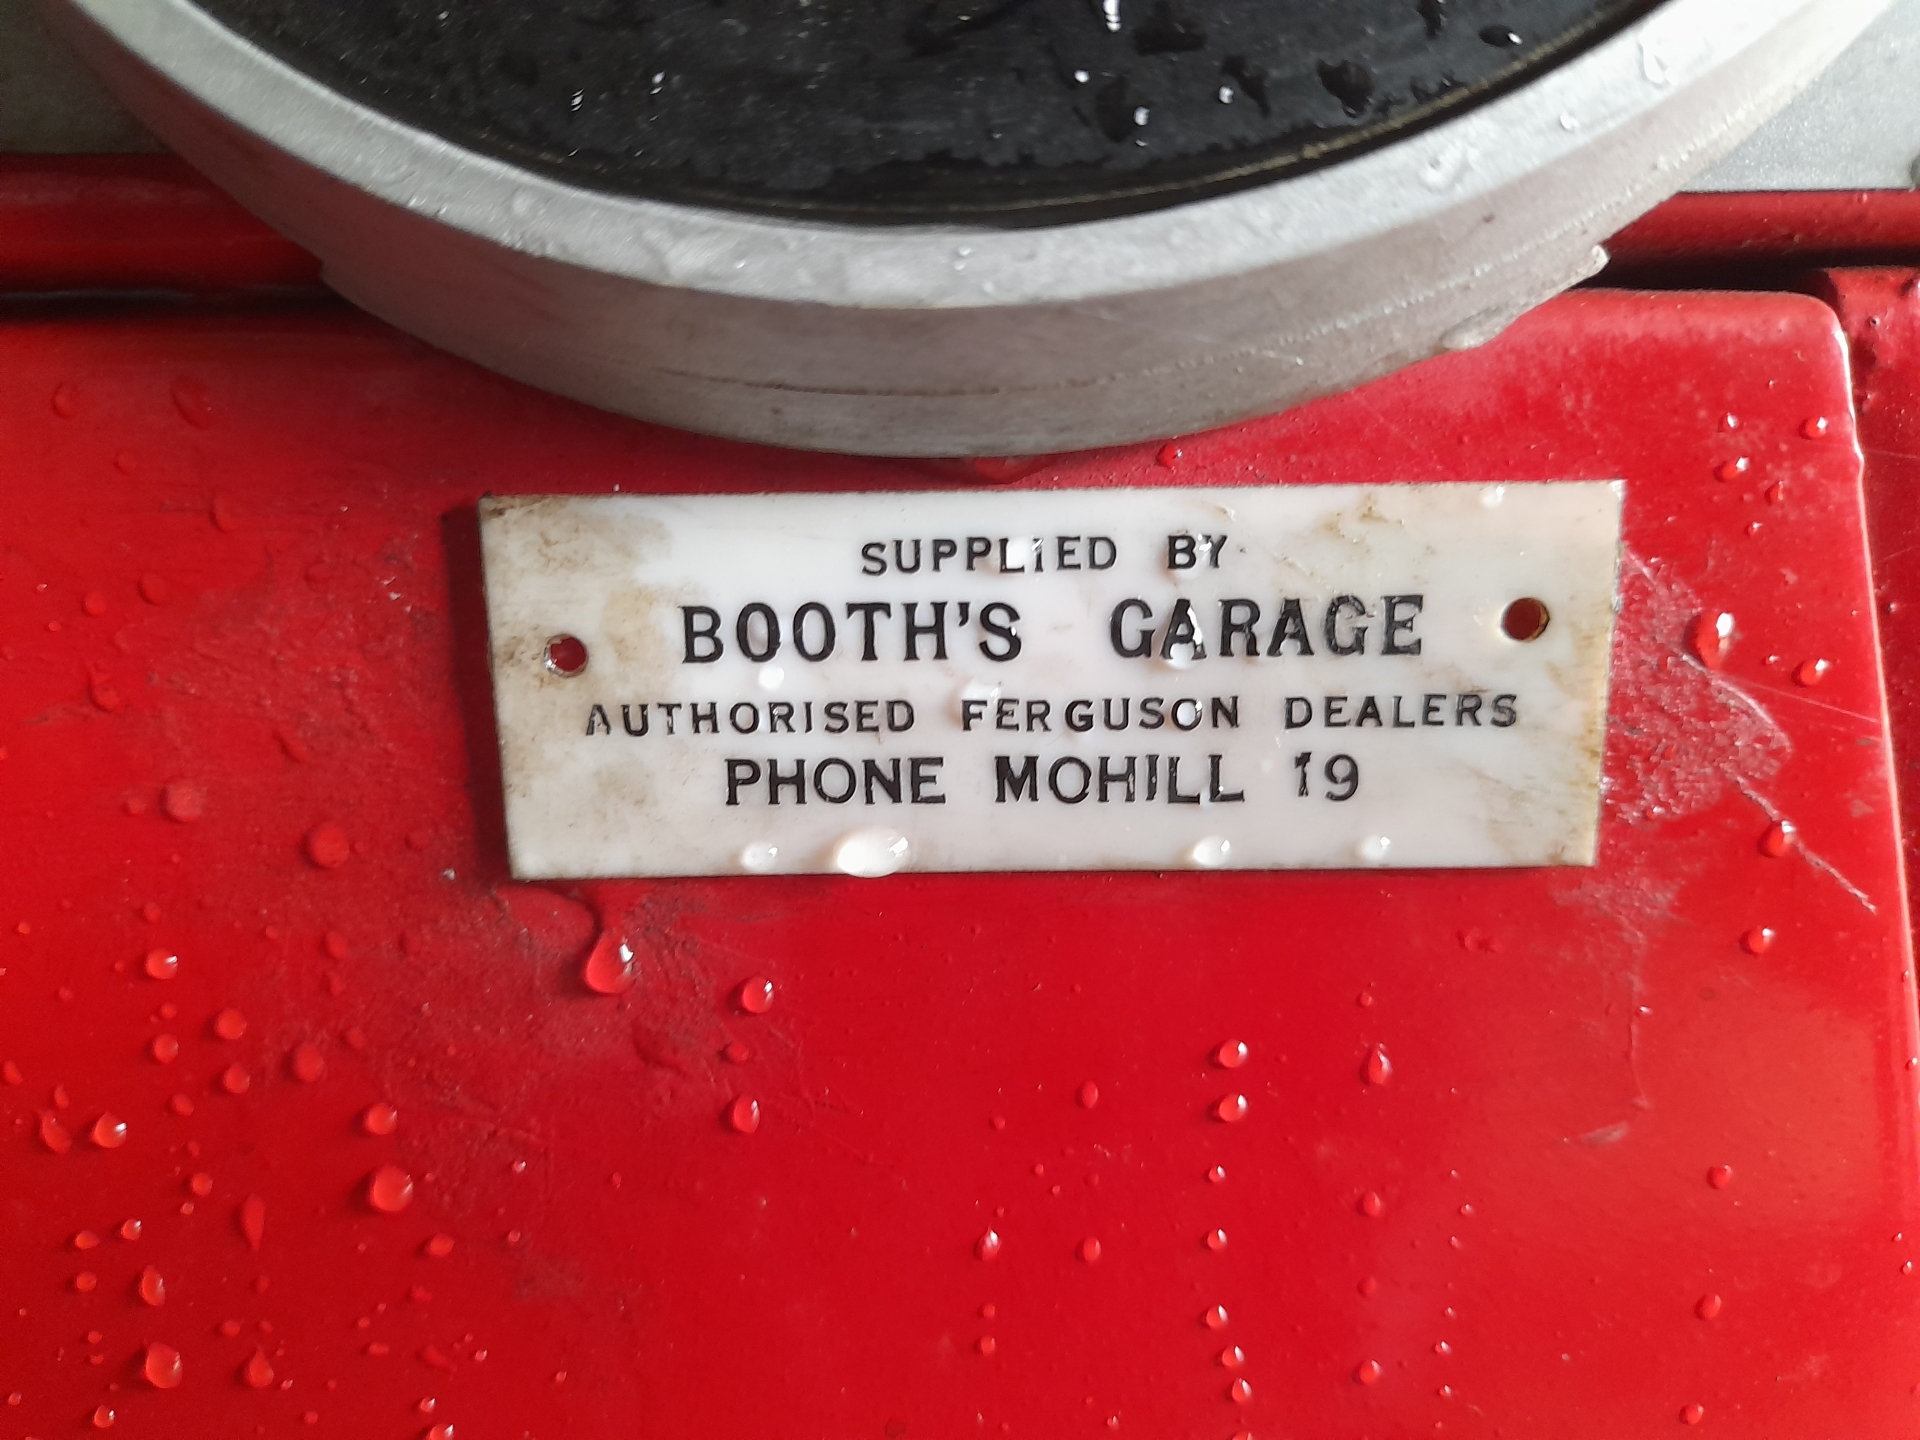 SUPPLIED BY
BOOTH'S GARAGE
AUTHORISED FERGUSON DEALERS
PHONE MOHILL 19